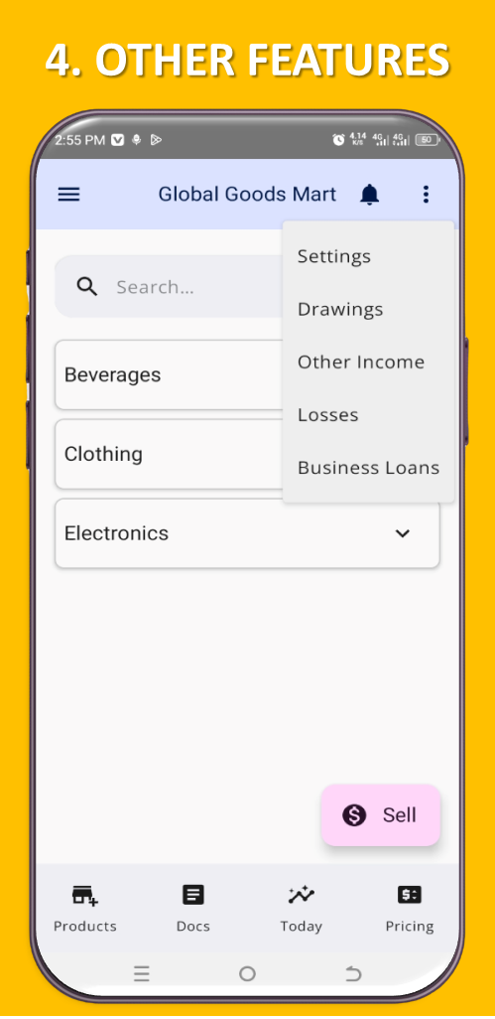 4. OTHER FEATURES
2:55 PM
4.14 K/S 4G 4G 50
Global Goods Mart
Settings
Search...
Drawings
Other Income
Beverages
Losses
Clothing
Business Loans
Electronics
Sell
Products Docs Today Pricing